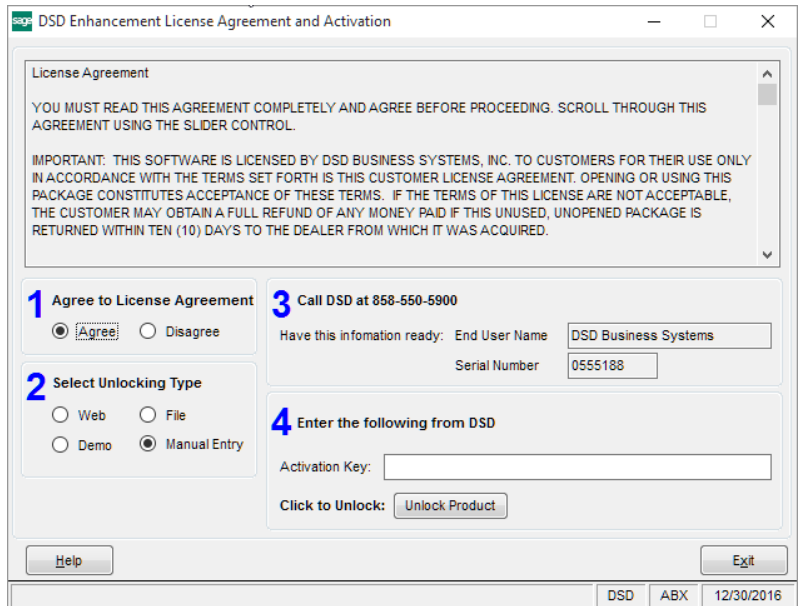 sage DSD Enhancement License Agreement and Activation
License Agreement
YOU MUST READ THIS AGREEMENT COMPLETELY AND AGREE BEFORE PROCEEDING. SCROLL THROUGH THIS
AGREEMENT USING THE SLIDER CONTROL.
IMPORTANT: THIS SOFTWARE IS LICENSED BY DSD BUSINESS SYSTEMS, INC. TO CUSTOMERS FOR THEIR USE ONLY
IN ACCORDANCE WITH THE TERMS SET FORTH IS THIS CUSTOMER LICENSE AGREEMENT. OPENING OR USING THIS
PACKAGE CONSTITUTES ACCEPTANCE OF THESE TERMS. IF THE TERMS OF THIS LICENSE ARE NOT ACCEPTABLE,
THE CUSTOMER MAY OBTAIN A FULL REFUND OF ANY MONEY PAID IF THIS UNUSED, UNOPENED PACKAGE IS
RETURNED WITHIN TEN (10) DAYS TO THE DEALER FROM WHICH IT WAS ACQUIRED.
1 Agree to License Agreement
Agree Disagree
2 Select Unlocking Type
Web File
Demo Manual Entry
3 Call DSD at 858-550-5900
Have this infomation ready: End User Name DSD Business Systems
Serial Number 0555188
4 Enter the following from DSD
Activation Key:
Click to Unlock: Unlock Product
Help Exit
DSD ABX 12/30/2016